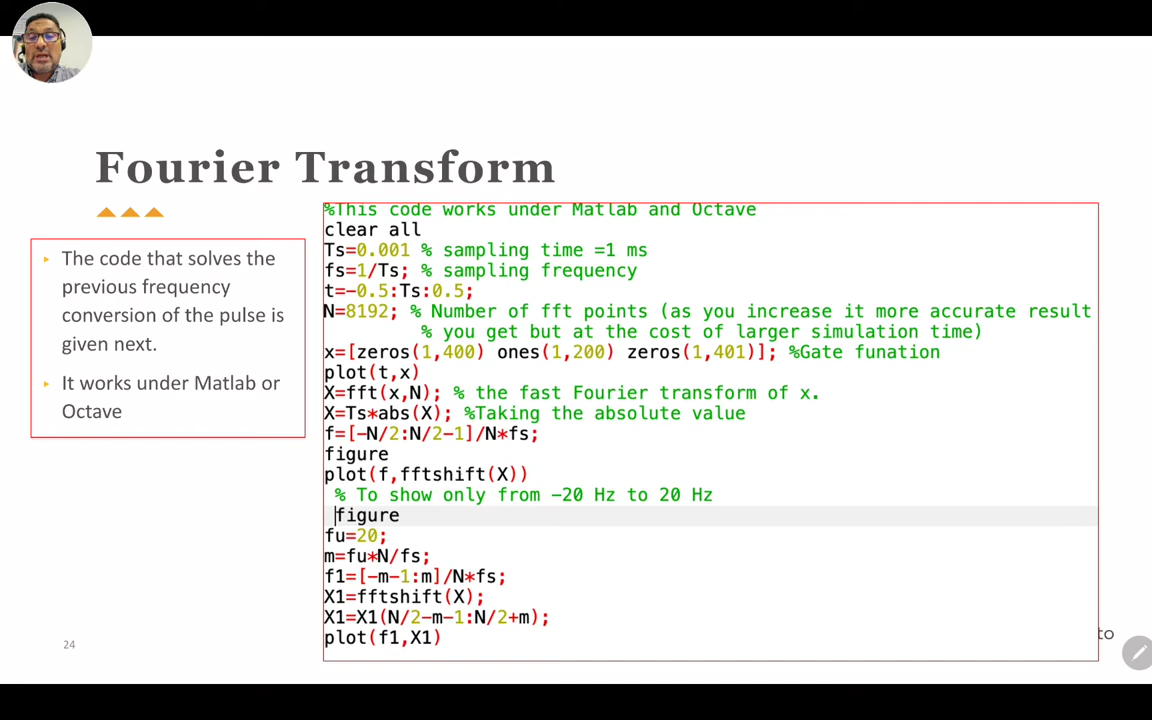 Fourier Transform
The code that solves the
previous frequency
conversion of the pulse is
given next.
It works under Matlab or
Octave
%This code works under Matlab and Octave
clear all
Ts=0.001 % sampling time =1 ms
fs=1/Ts; % sampling frequency
t=-0.5:Ts:0.5;
N=8192; % Number of fft points (as you increase it more accurate result
% you get but at the cost of larger simulation time)
x=[zeros(1,400) ones(1,200) zeros(1,401)]; %Gate funation
plot(t,x)
X=fft(x,N); % the fast Fourier transform of x.
X=Ts*abs(X); %Taking the absolute value
f=[-N/2:N/2-1]/N*fs;
figure
plot(f,fftshift(X))
% To show only from -20 Hz to 20 Hz
figure
fu=20;
m=fu*N/fs;
f1=[-m-1:m]/N*fs;
X1=fftshift(X);
X1=X1(N/2-m-1:N/2+m);
plot(f1,X1)
to
24